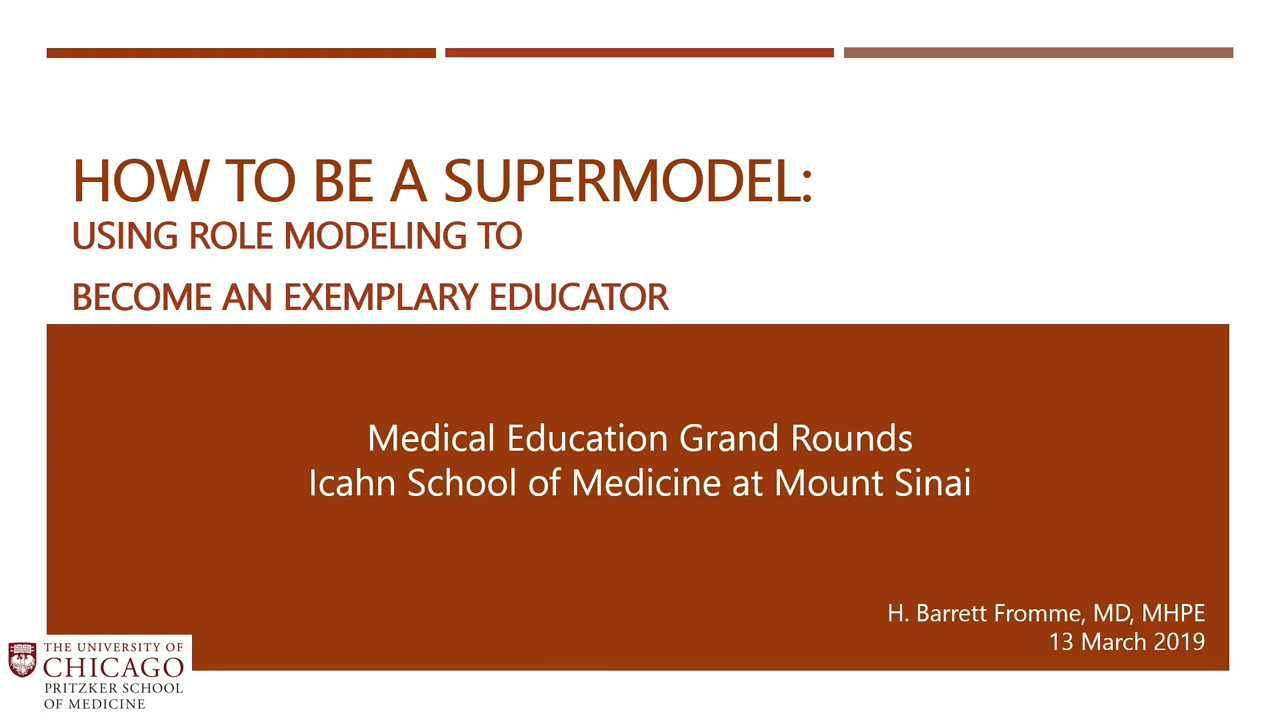 HOW TO BE A SUPERMODEL:
USING ROLE MODELING TO
BECOME AN EXEMPLARY EDUCATOR
Medical Education Grand Rounds
Icahn School of Medicine at Mount Sinai
H. Barrett Fromme, MD, MHPE
13 March 2019
THE UNIVERSITY OF
CHICAGO
PRITZKER SCHOOL
OF MEDICINE